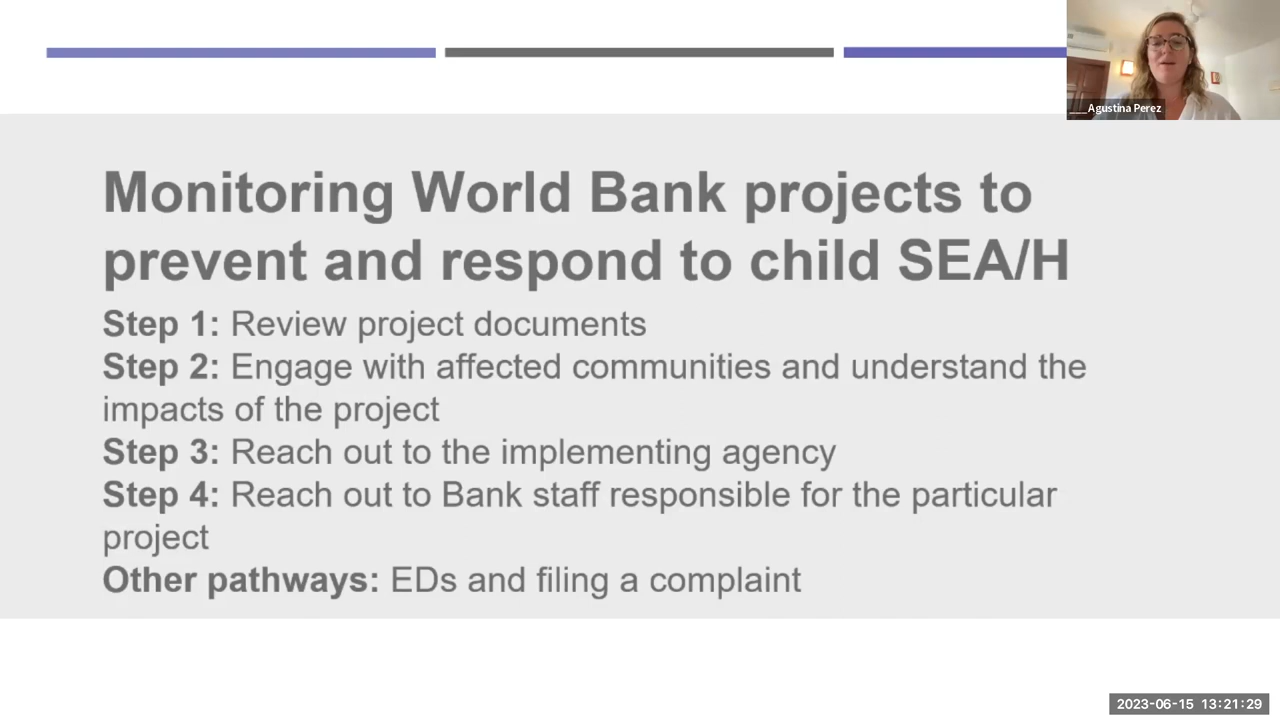 ___Agustina Perez
Monitoring World Bank projects to
prevent and respond to child SEA/H
Step 1: Review project documents
Step 2: Engage with affected communities and understand the
impacts of the project
Step 3: Reach out to the implementing agency
Step 4: Reach out to Bank staff responsible for the particular
project
Other pathways: EDs and filing a complaint
2023-06-15 13:21:29